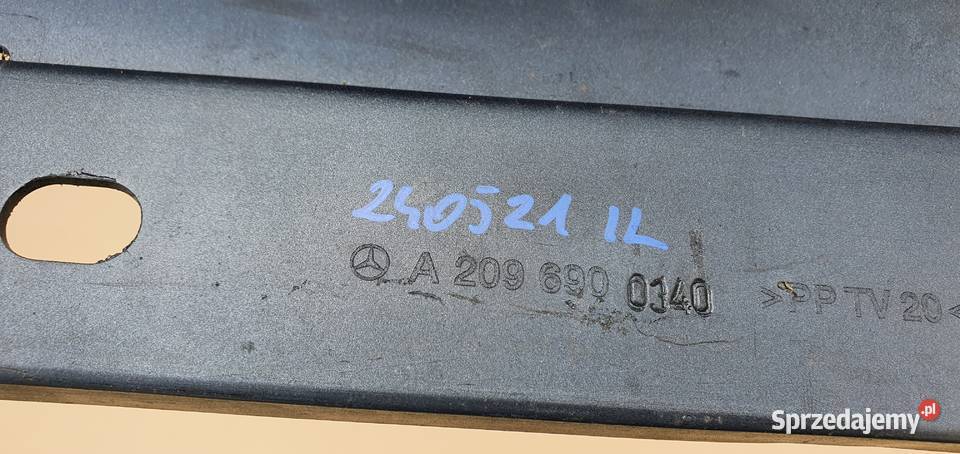 240521 IL
A 209 690 0340
>PP TV 20<
Sprzedajemy.pl